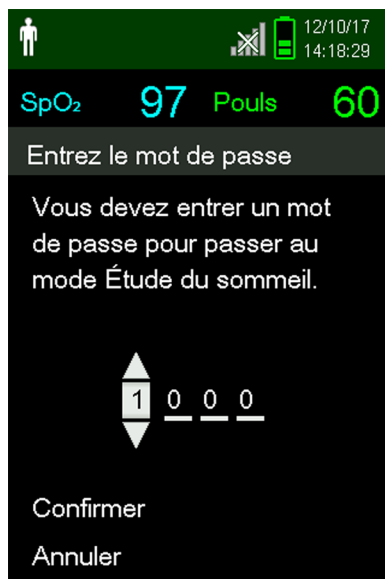 12/10/17
14:18:29
SpO₂ 97 Pouls 60
Entrez le mot de passe
Vous devez entrer un mot
de passe pour passer au
mode Étude du sommeil.
1 0 0 0
Confirmer
Annuler